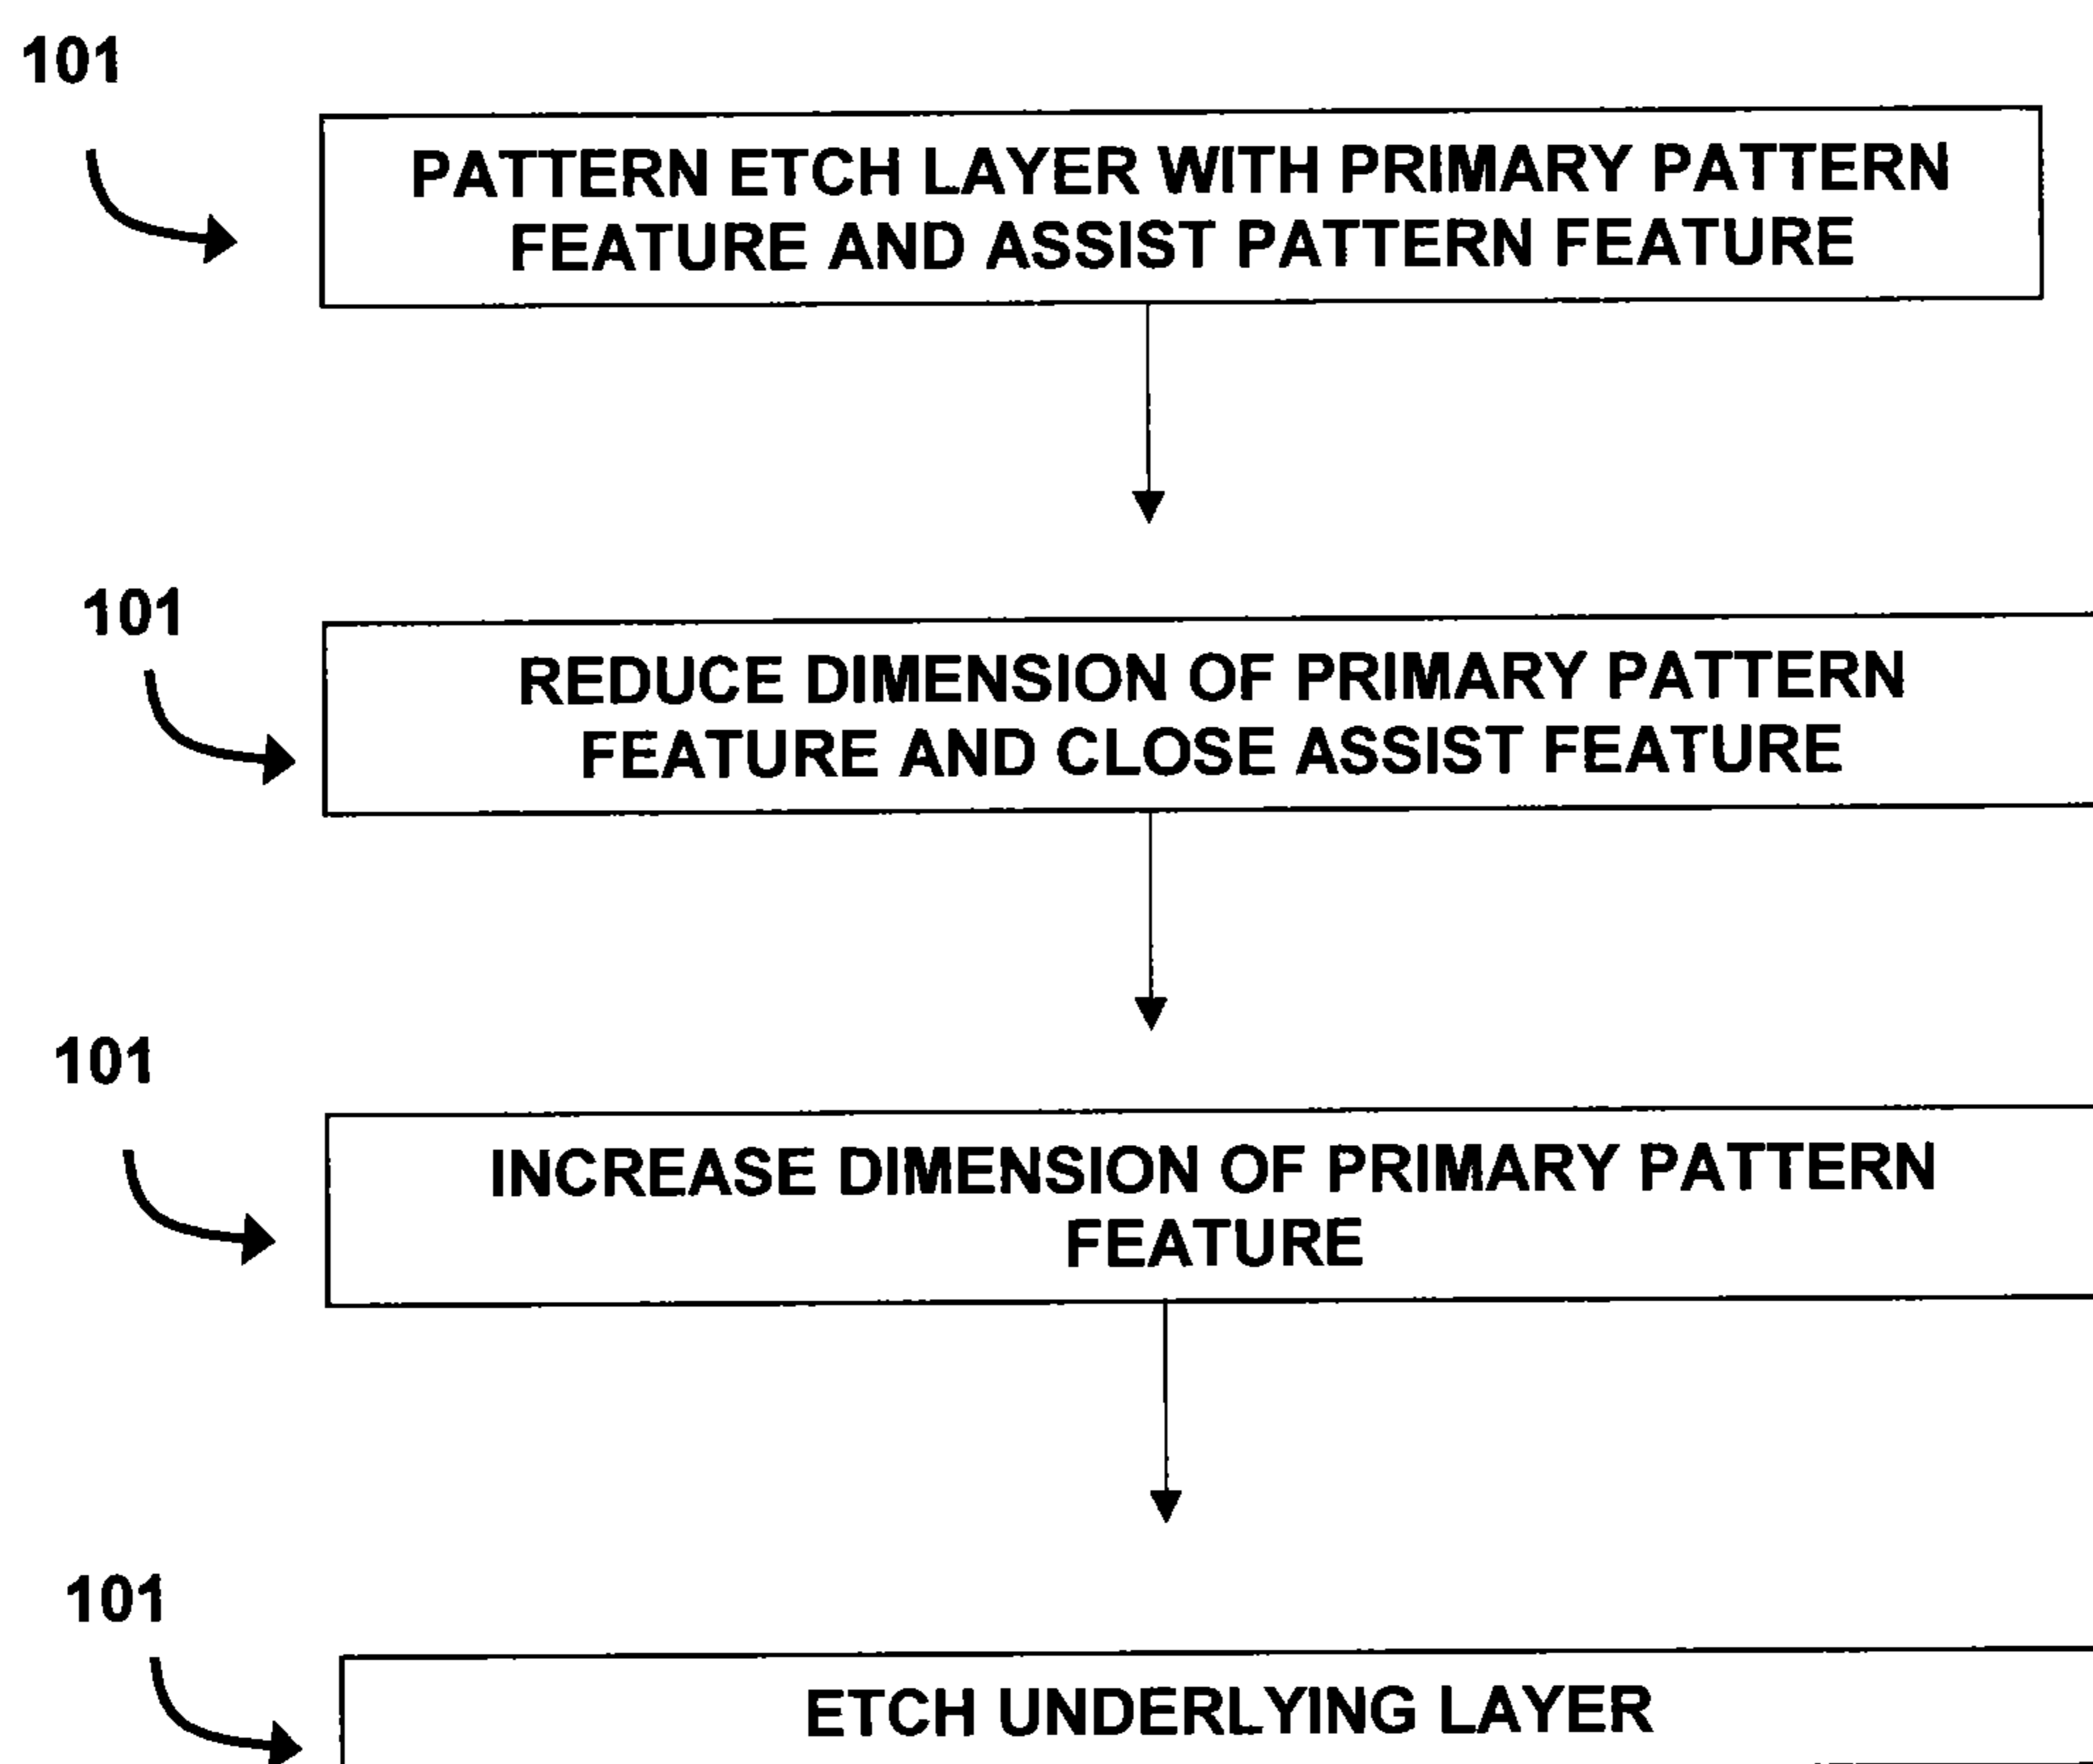 101
PATTERN ETCH LAYER WITH PRIMARY PATTERN
FEATURE AND ASSIST PATTERN FEATURE
101
REDUCE DIMENSION OF PRIMARY PATTERN
FEATURE AND CLOSE ASSIST FEATURE
101
INCREASE DIMENSION OF PRIMARY PATTERN
FEATURE
101
ETCH UNDERLYING LAYER